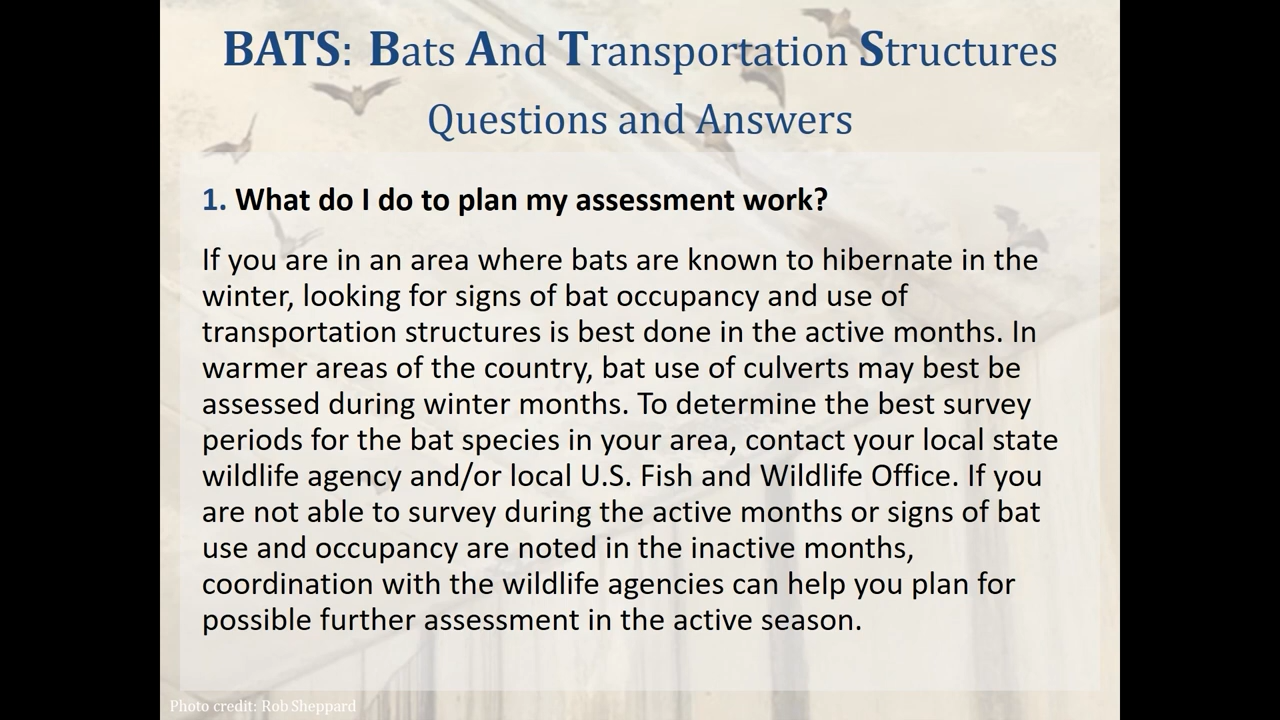 BATS: Bats And Transportation Structures
Questions and Answers
1. What do I do to plan my assessment work?
If you are in an area where bats are known to hibernate in the
winter, looking for signs of bat occupancy and use of
transportation structures is best done in the active months. In
warmer areas of the country, bat use of culverts may best be
assessed during winter months. To determine the best survey
periods for the bat species in your area, contact your local state
wildlife agency and/or local U.S. Fish and Wildlife Office. If you
are not able to survey during the active months or signs of bat
use and occupancy are noted in the inactive months,
coordination with the wildlife agencies can help you plan for
possible further assessment in the active season.
Photo credit: Rob Sheppard